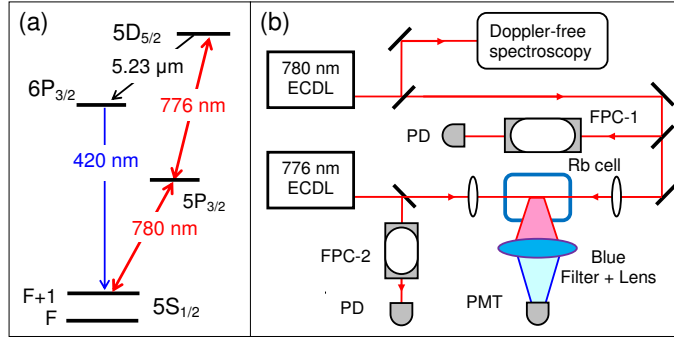 (a)
5D5/2
5.23 µm
6P3/2
776 nm
420 nm
5P3/2
780 nm
F+1
5S1/2
F
(b)
Doppler-free
spectroscopy
780 nm
ECDL
FPC-1
PD
Rb cell
776 nm
ECDL
FPC-2
Blue
Filter + Lens
PD
PMT